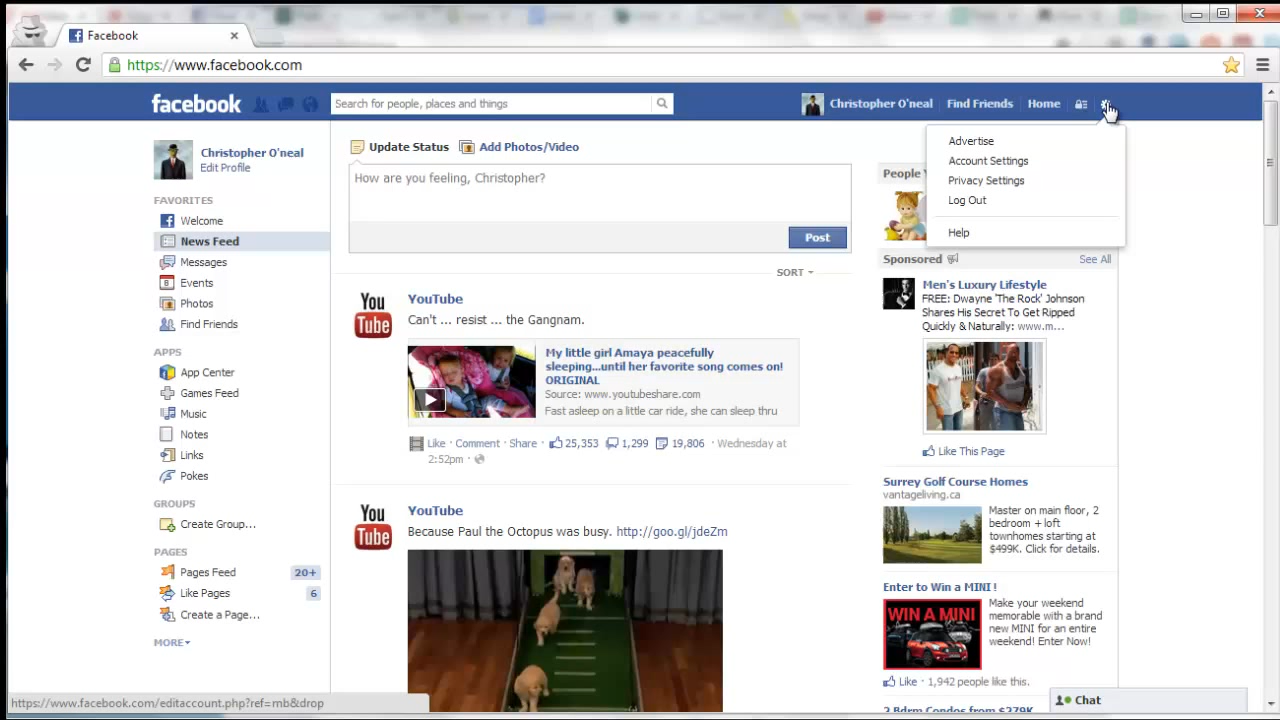 Facebook
https://www.facebook.com
facebook
Search for people, places and things
Christopher O'neal
Find Friends
Home
Advertise
Account Settings
Privacy Settings
Log Out
Help
Christopher O'neal
Edit Profile
FAVORITES
Welcome
News Feed
Messages
Events
Photos
Find Friends
APPS
App Center
Games Feed
Music
Notes
Links
Pokes
GROUPS
Create Group...
PAGES
Pages Feed 20+
Like Pages 6
Create a Page...
MORE
Update Status Add Photos/Video
How are you feeling, Christopher?
Post
SORT
You
Tube
YouTube
Can't ... resist ... the Gangnam.
My little girl Amaya peacefully
sleeping...until her favorite song comes on!
ORIGINAL
Source: www.youtubeshare.com
Fast asleep on a little car ride, she can sleep thru
Like · Comment · Share · 25,353 1,299 19,806 · Wednesday at
2:52pm ·
You
Tube
YouTube
Because Paul the Octopus was busy. http://goo.gl/jdeZm
People
Sponsored See All
Men's Luxury Lifestyle
FREE: Dwayne 'The Rock' Johnson
Shares His Secret To Get Ripped
Quickly & Naturally: www.m...
Like This Page
Surrey Golf Course Homes
vantageliving.ca
Master on main floor, 2
bedroom + loft
townhomes starting at
$499K. Click for details.
Enter to Win a MINI !
WIN A MINI
Make your weekend
memorable with a brand
new MINI for an entire
weekend! Enter Now!
Like · 1,942 people like this.
2 Bdrm Condos from $279K
Chat
https://www.facebook.com/editaccount.php?ref=mb&drop